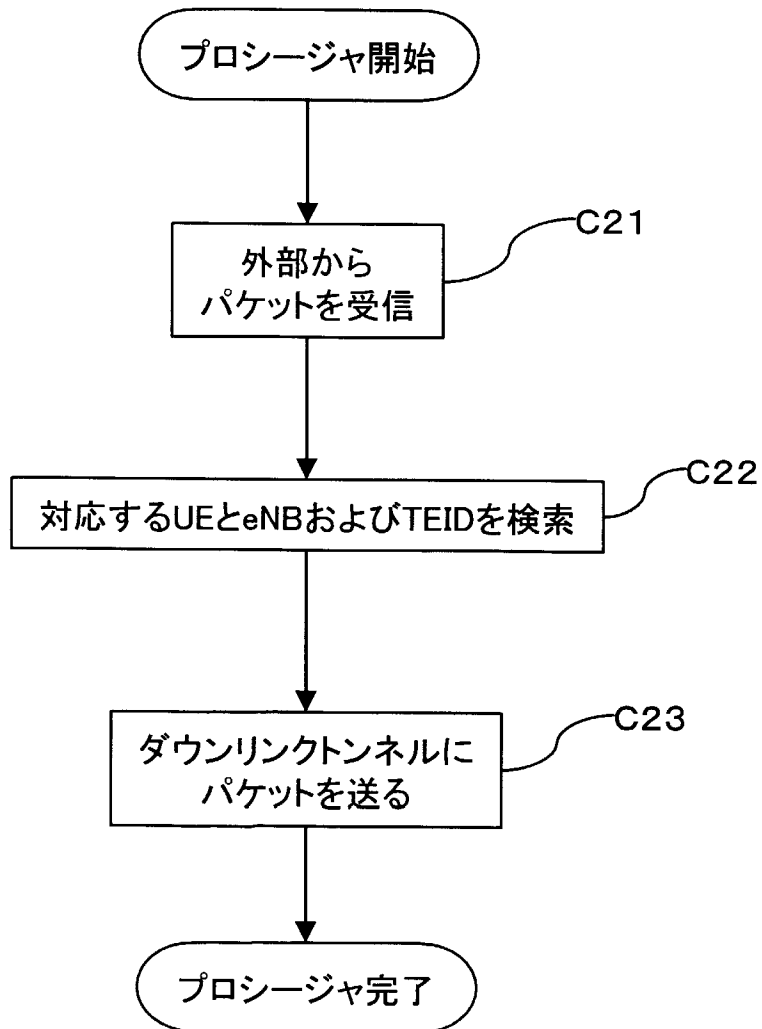 プロシージャ開始
C21
外部から
パケットを受信
C22
対応するUEとeNBおよびTEIDを検索
C23
ダウンリンクトンネルに
パケットを送る
プロシージャ完了